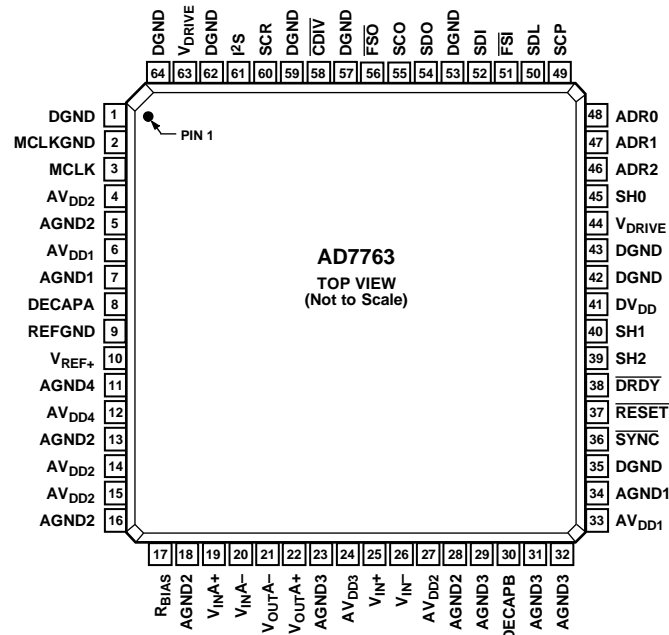 64 DGND
63 VDRIVE
62 DGND
61 I²S
60 SCR
59 DGND
58 CDIV
57 DGND
56 FSO
55 SCO
54 SDO
53 DGND
52 SDI
51 FSI
50 SDL
49 SCP
DGND 1
MCLKGND 2
MCLK 3
AVDD2 4
AGND2 5
AVDD1 6
AGND1 7
DECAPA 8
REFGND 9
VREF+ 10
AGND4 11
AVDD4 12
AGND2 13
AVDD2 14
AVDD2 15
AGND2 16
PIN 1
AD7763
TOP VIEW
(Not to Scale)
48 ADR0
47 ADR1
46 ADR2
45 SH0
44 VDRIVE
43 DGND
42 DGND
41 DVDD
40 SH1
39 SH2
38 DRDY
37 RESET
36 SYNC
35 DGND
34 AGND1
33 AVDD1
17 RBIAS
18 AGND2
19 VINA+
20 VINA–
21 VOUTA–
22 VOUTA+
23 AGND3
24 AVDD3
25 VIN+
26 VIN–
27 AVDD2
28 AGND2
29 AGND3
30 DECAPB
31 AGND3
32 AGND3